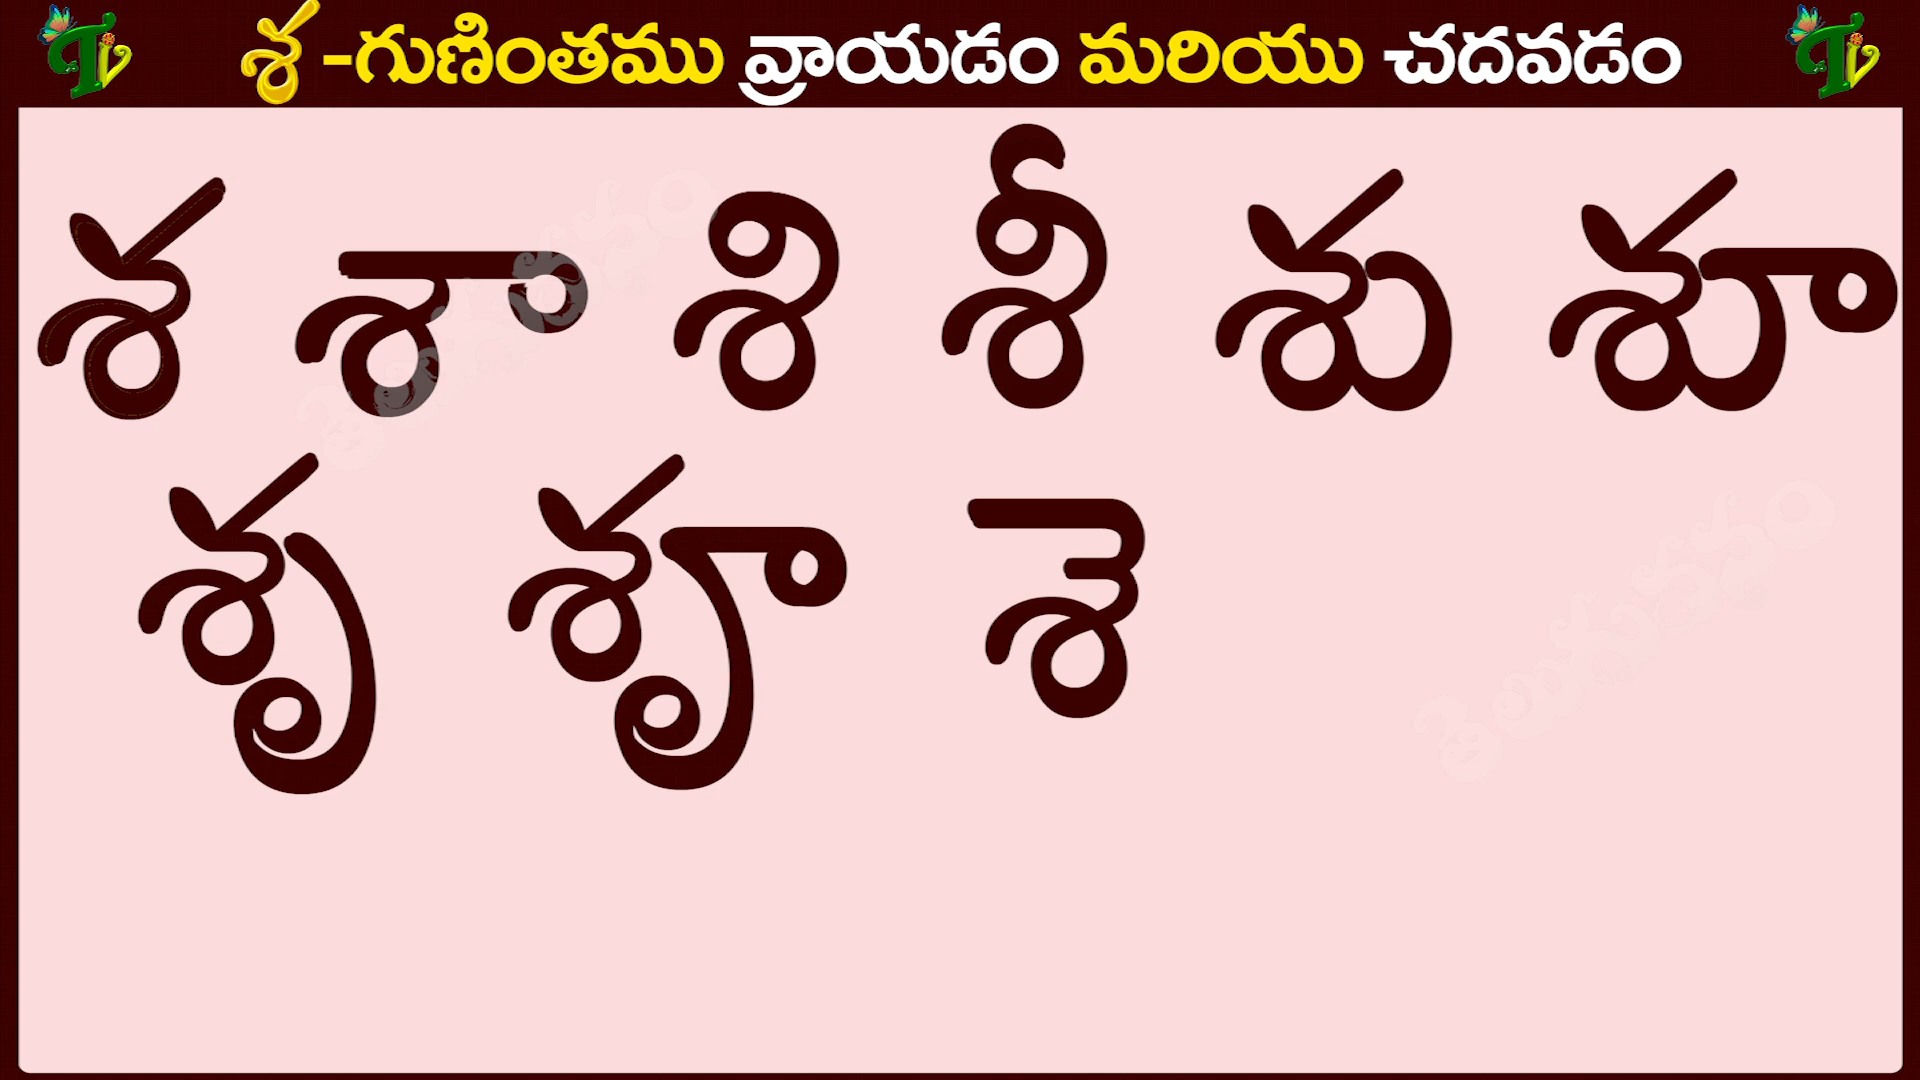 శ -గుణింతము వ్రాయడం మరియు చదవడం
శ శా శి శీ శు శూ
శృ శౄ శె